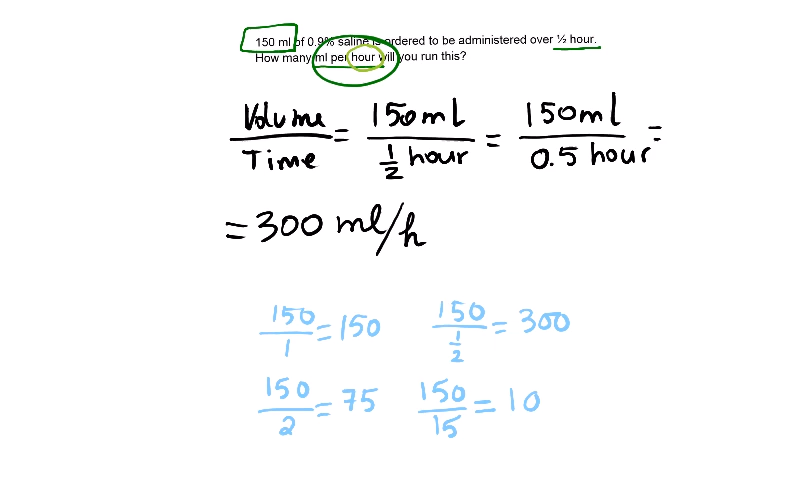 150 ml of 0.9% saline is ordered to be administered over ½ hour.
How many ml per hour will you run this?
Volume/Time = 150ml/(1/2 hour) = 150ml/0.5 hour =
= 300 ml/h
150/1 = 150 150/(1/2) = 300
150/2 = 75 150/15 = 10